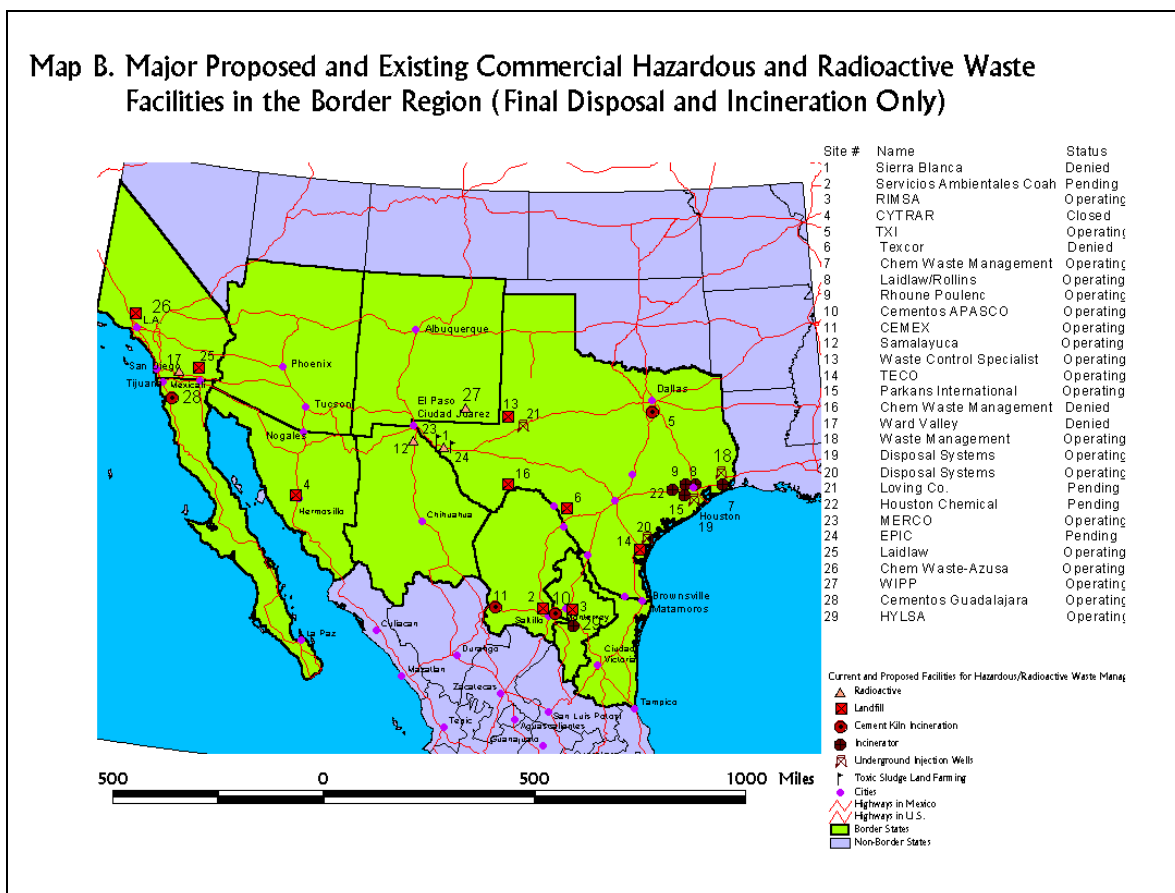 Map B. Major Proposed and Existing Commercial Hazardous and Radioactive Waste
Facilities in the Border Region (Final Disposal and Incineration Only)
Site # Name Status
1 Sierra Blanca Denied
2 Servicios Ambientales Coah Pending
3 RIMSA Operating
4 CYTRAR Closed
5 TXI Operating
6 Texcor Denied
7 Chem Waste Management Operating
8 Laidlaw/Rollins Operating
9 Rhoune Poulenc Operating
10 Cementos APASCO Operating
11 CEMEX Operating
12 Samalayuca Operating
13 Waste Control Specialist Operating
14 TECO Operating
15 Parkans International Operating
16 Chem Waste Management Denied
17 Ward Valley Denied
18 Waste Management Operating
19 Disposal Systems Operating
20 Disposal Systems Operating
21 Loving Co. Pending
22 Houston Chemical Pending
23 MERCO Operating
24 EPIC Pending
25 Laidlaw Operating
26 Chem Waste-Azusa Operating
27 WIPP Operating
28 Cementos Guadalajara Operating
29 HYLSA Operating
26
L.A.
Albuquerque
17
25
San Diego
Phoenix
Tijuana
Mexicali
28
Tucson
El Paso
Ciudad Juarez
27
13
21
Dallas
5
Nogales
23
12
1
24
16
6
9
8
18
22
15
7
Houston
19
4
Hermosillo
Chihuahua
20
14
Brownsville
Matamoros
11
2
10
3
Saltillo
Monterrey
29
La Paz
Culiacan
Durango
Ciudad
Victoria
Mazatlan
Zacatecas
Tampico
San Luis Potosi
Tepic
Aguascalientes
Guanajuato
Current and Proposed Facilities for Hazardous/Radioactive Waste Manag
Radioactive
Landfill
Cement Kiln Incineration
Incinerator
Underground Injection Wells
Toxic Sludge Land Farming
Cities
Highways in Mexico
Highways in U.S.
Border States
Non-Border States
500 0 500 1000 Miles